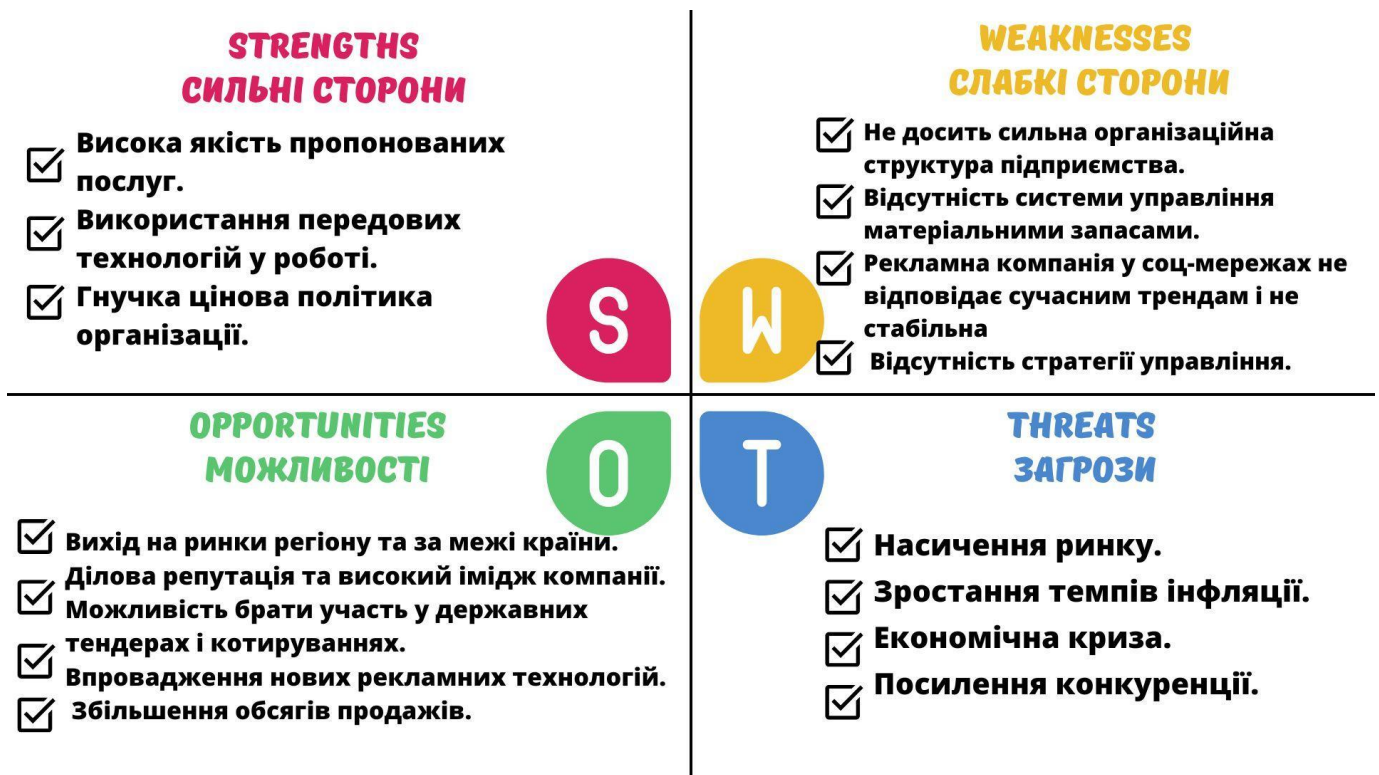 STRENGTHS
СИЛЬНІ СТОРОНИ
Висока якість пропонованих
послуг.
Використання передових
технологій у роботі.
Гнучка цінова політика
організації.
S
WEAKNESSES
СЛАБКІ СТОРОНИ
Не досить сильна організаційна
структура підприємства.
Відсутність системи управління
матеріальними запасами.
Рекламна компанія у соц-мережах не
відповідає сучасним трендам і не
стабільна
Відсутність стратегії управління.
W
OPPORTUNITIES
МОЖЛИВОСТІ
O
Вихід на ринки регіону та за межі країни.
Ділова репутація та високий імідж компанії.
Можливість брати участь у державних
тендерах і котируваннях.
Впровадження нових рекламних технологій.
Збільшення обсягів продажів.
THREATS
ЗАГРОЗИ
T
Насичення ринку.
Зростання темпів інфляції.
Економічна криза.
Посилення конкуренції.